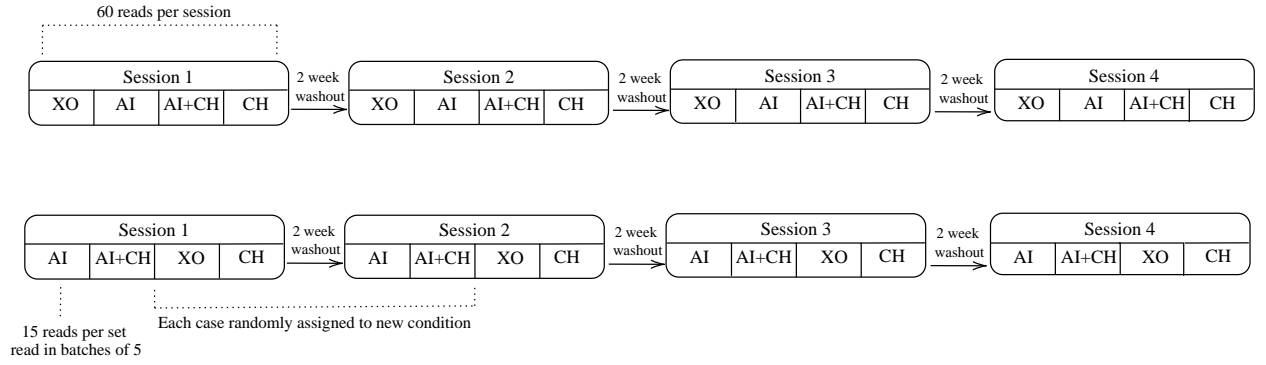 60 reads per session
Session 1
XO AI AI+CH CH
2 week
washout
Session 2
XO AI AI+CH CH
2 week
washout
Session 3
XO AI AI+CH CH
2 week
washout
Session 4
XO AI AI+CH CH
Session 1
AI AI+CH XO CH
2 week
washout
Session 2
AI AI+CH XO CH
2 week
washout
Session 3
AI AI+CH XO CH
2 week
washout
Session 4
AI AI+CH XO CH
15 reads per set
read in batches of 5
Each case randomly assigned to new condition